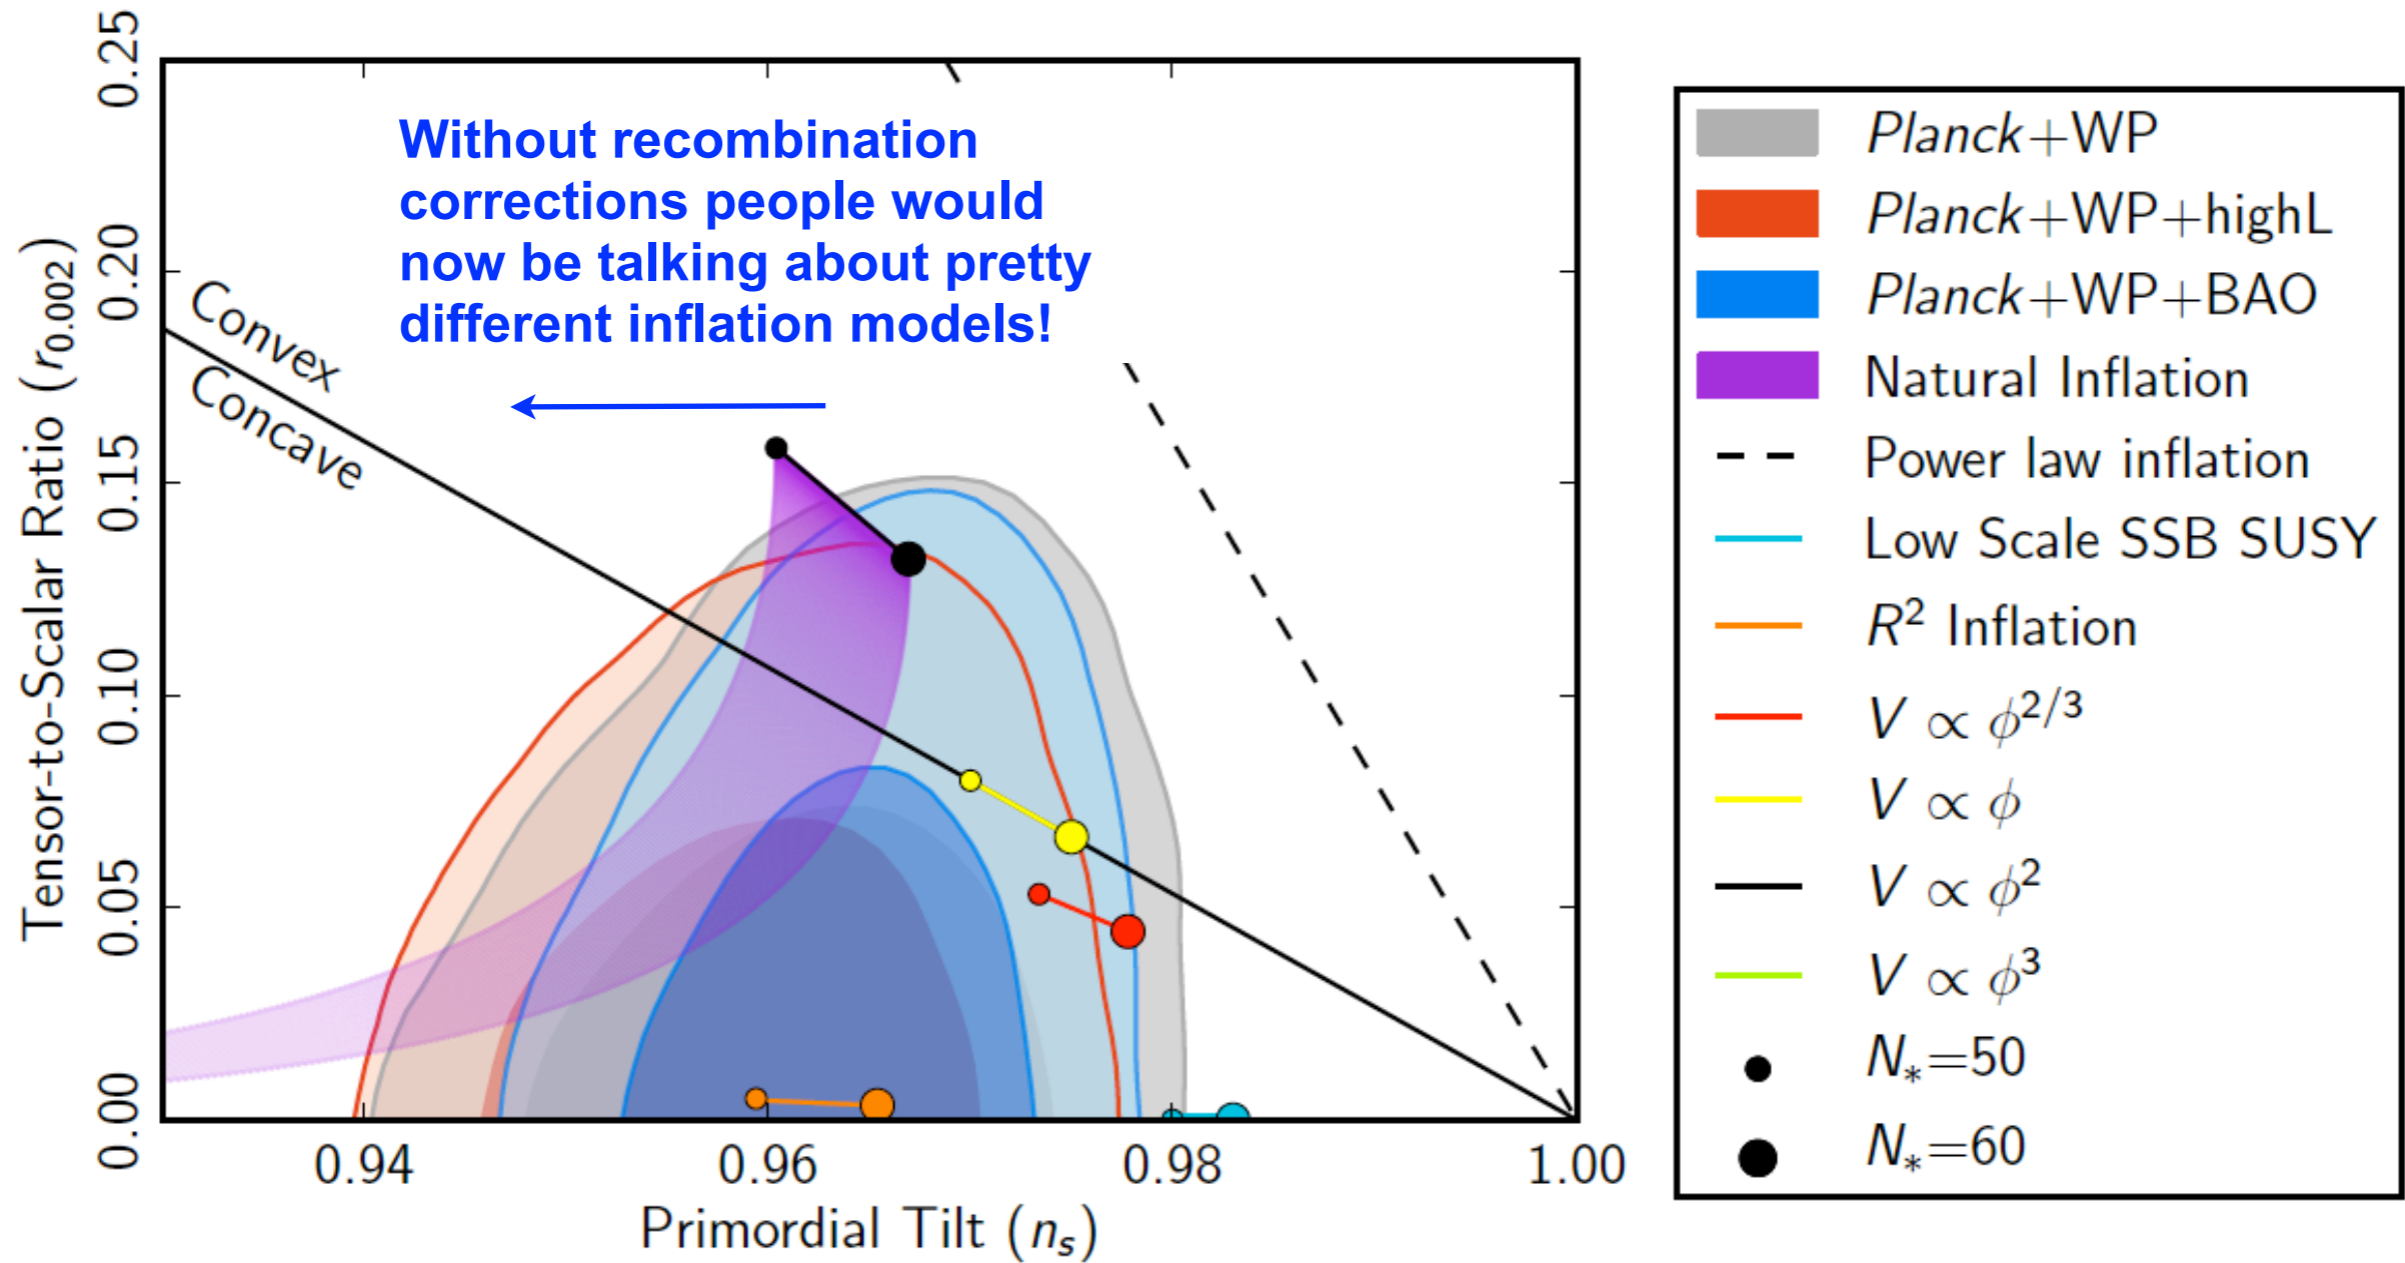 Without recombination
corrections people would
now be talking about pretty
different inflation models!
Convex
Concave
Tensor-to-Scalar Ratio (r₀.₀₀₂)
0.25
0.20
0.15
0.10
0.05
0.00
0.94
0.96
0.98
1.00
Primordial Tilt (nₛ)
Planck+WP
Planck+WP+highL
Planck+WP+BAO
Natural Inflation
Power law inflation
Low Scale SSB SUSY
R² Inflation
V ∝ ϕ^2/3
V ∝ ϕ
V ∝ ϕ²
V ∝ ϕ³
N∗=50
N∗=60